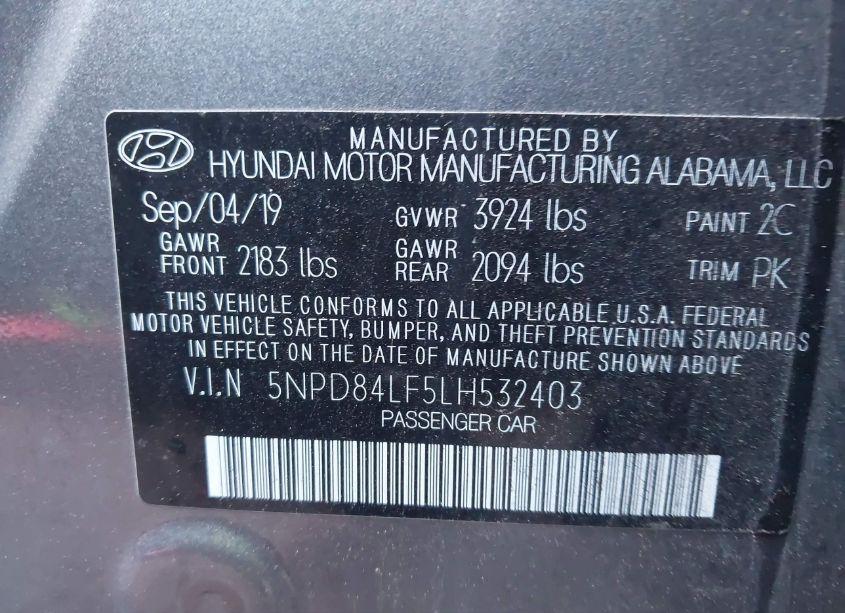 MANUFACTURED BY
HYUNDAI MOTOR MANUFACTURING ALABAMA, LLC
Sep/04/19 GVWR 3924 lbs PAINT 2C
GAWR FRONT 2183 lbs GAWR REAR 2094 lbs TRIM PK
THIS VEHICLE CONFORMS TO ALL APPLICABLE U.S.A. FEDERAL
MOTOR VEHICLE SAFETY, BUMPER, AND THEFT PREVENTION STANDARDS
IN EFFECT ON THE DATE OF MANUFACTURE SHOWN ABOVE
V.I.N 5NPD84LF5LH532403
PASSENGER CAR